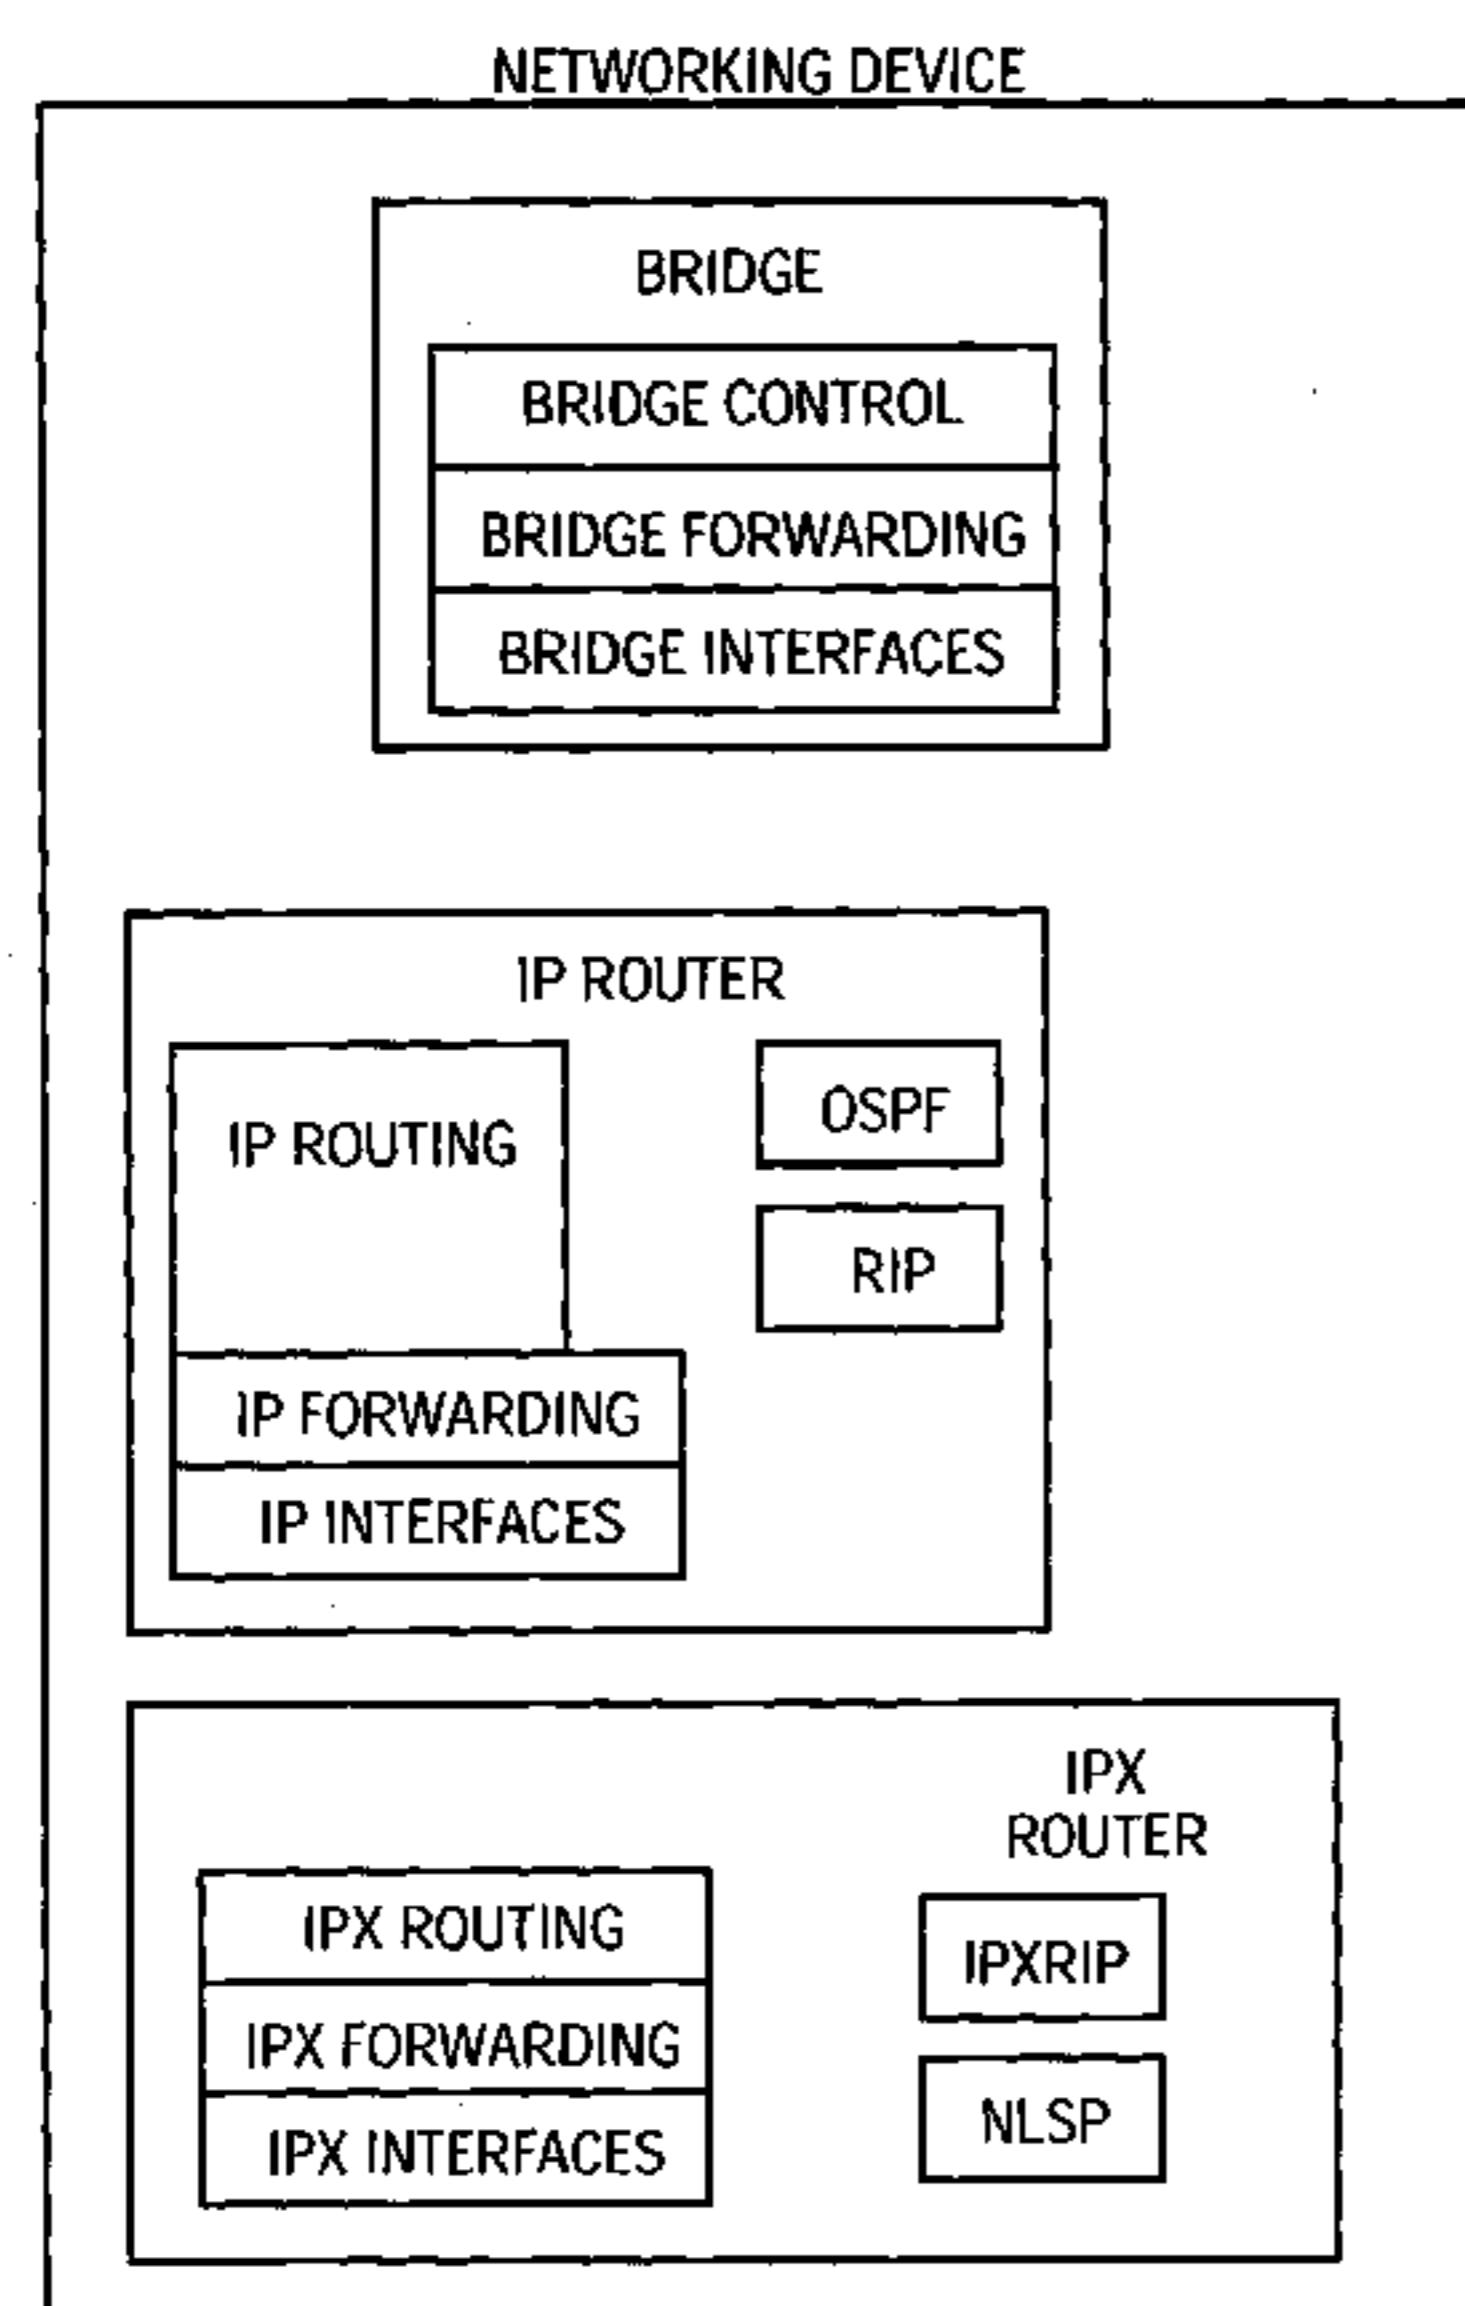 NETWORKING DEVICE
BRIDGE
BRIDGE CONTROL
BRIDGE FORWARDING
BRIDGE INTERFACES
IP ROUTER
IP ROUTING
OSPF
RIP
IP FORWARDING
IP INTERFACES
IPX
ROUTER
IPX ROUTING
IPX FORWARDING
IPX INTERFACES
IPXRIP
NLSP